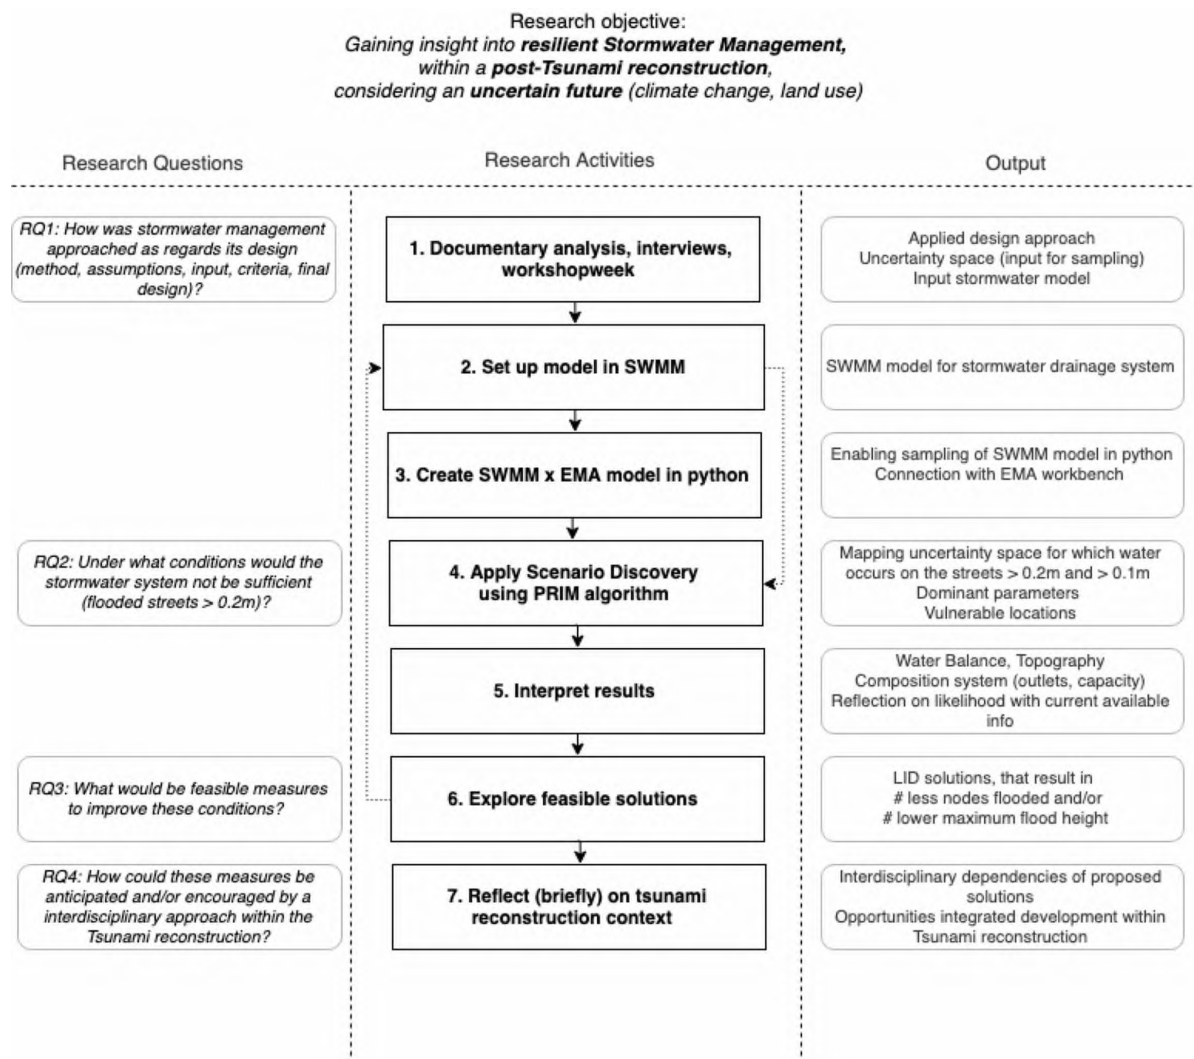 Research objective:
Gaining insight into resilient Stormwater Management,
within a post-Tsunami reconstruction,
considering an uncertain future (climate change, land use)
Research Questions
Research Activities
Output
RQ1: How was stormwater management
approached as regards its design
(method, assumptions, input, criteria, final
design)?
1. Documentary analysis, interviews,
workshopweek
Applied design approach
Uncertainty space (input for sampling)
Input stormwater model
2. Set up model in SWMM
SWMM model for stormwater drainage system
3. Create SWMM x EMA model in python
Enabling sampling of SWMM model in python
Connection with EMA workbench
RQ2: Under what conditions would the
stormwater system not be sufficient
(flooded streets > 0.2m)?
4. Apply Scenario Discovery
using PRIM algorithm
Mapping uncertainty space for which water
occurs on the streets > 0.2m and > 0.1m
Dominant parameters
Vulnerable locations
5. Interpret results
Water Balance, Topography
Composition system (outlets, capacity)
Reflection on likelihood with current available
info
RQ3: What would be feasible measures
to improve these conditions?
6. Explore feasible solutions
LID solutions, that result in
# less nodes flooded and/or
# lower maximum flood height
RQ4: How could these measures be
anticipated and/or encouraged by a
interdisciplinary approach within the
Tsunami reconstruction?
7. Reflect (briefly) on tsunami
reconstruction context
Interdisciplinary dependencies of proposed
solutions
Opportunities integrated development within
Tsunami reconstruction